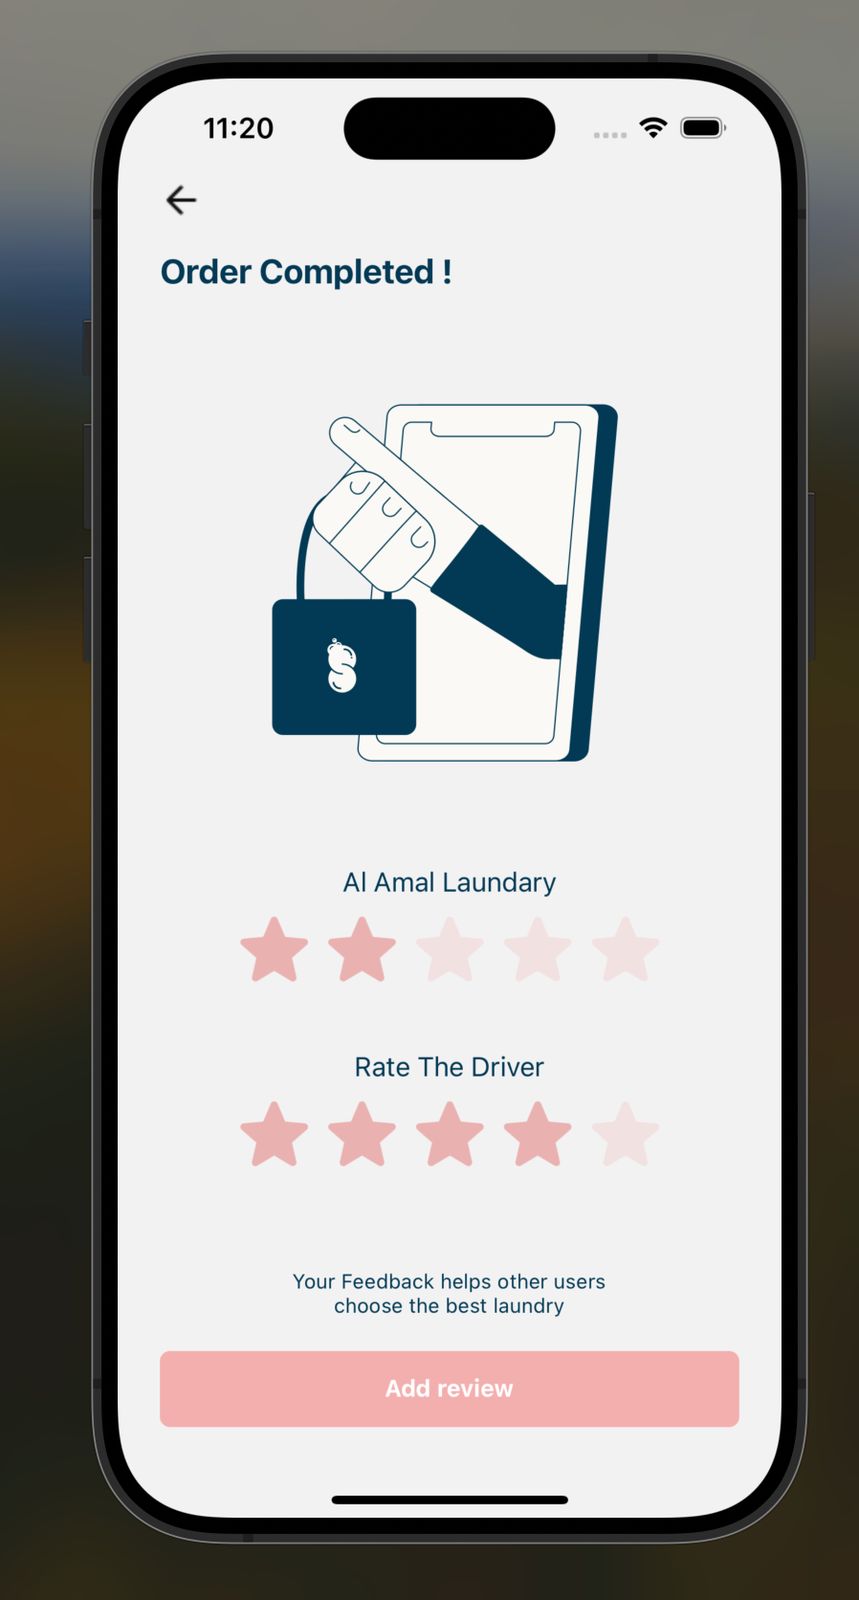 11:20
Order Completed !
Al Amal Laundary
Rate The Driver
Your Feedback helps other users
choose the best laundry
Add review